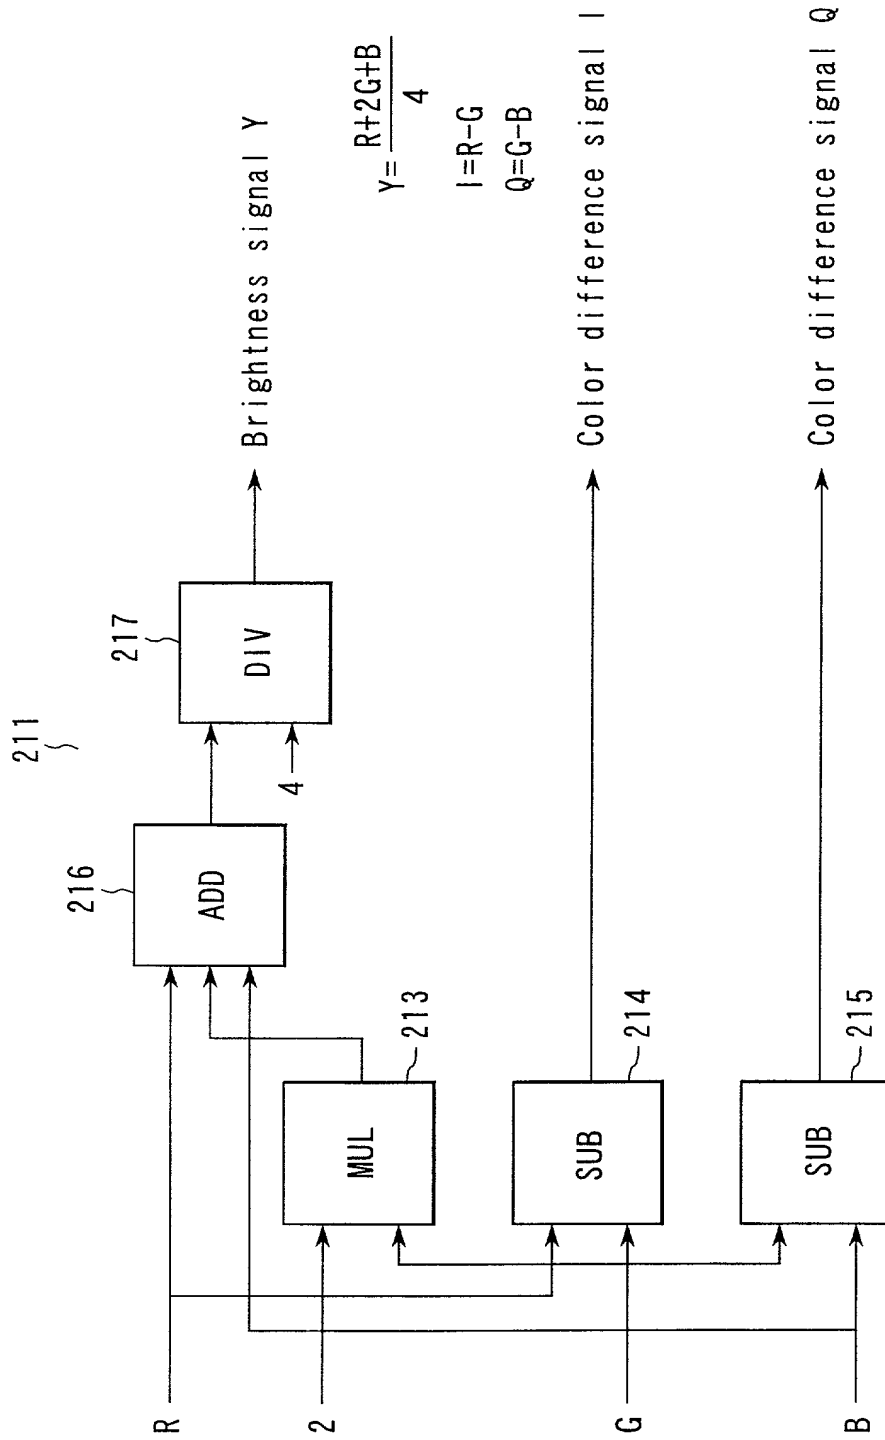 211
R
2
G
B
216
ADD
MUL
213
SUB
214
SUB
215
217
DIV
4
Brightness signal Y
Color difference signal I
Color difference signal Q
Y=R+2G+B
4
I=R-G
Q=G-B